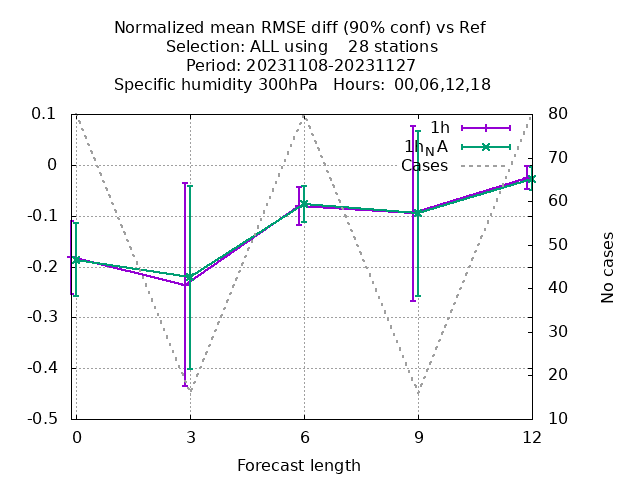 Normalized mean RMSE diff (90% conf) vs Ref
Selection: ALL using    28 stations
Period: 20231108-20231127
Specific humidity 300hPa   Hours: 00,06,12,18
1h
1h_N A
Cases
0.1
0
-0.1
-0.2
-0.3
-0.4
-0.5
80
70
60
50
40
30
20
10
No cases
0 3 6 9 12
Forecast length